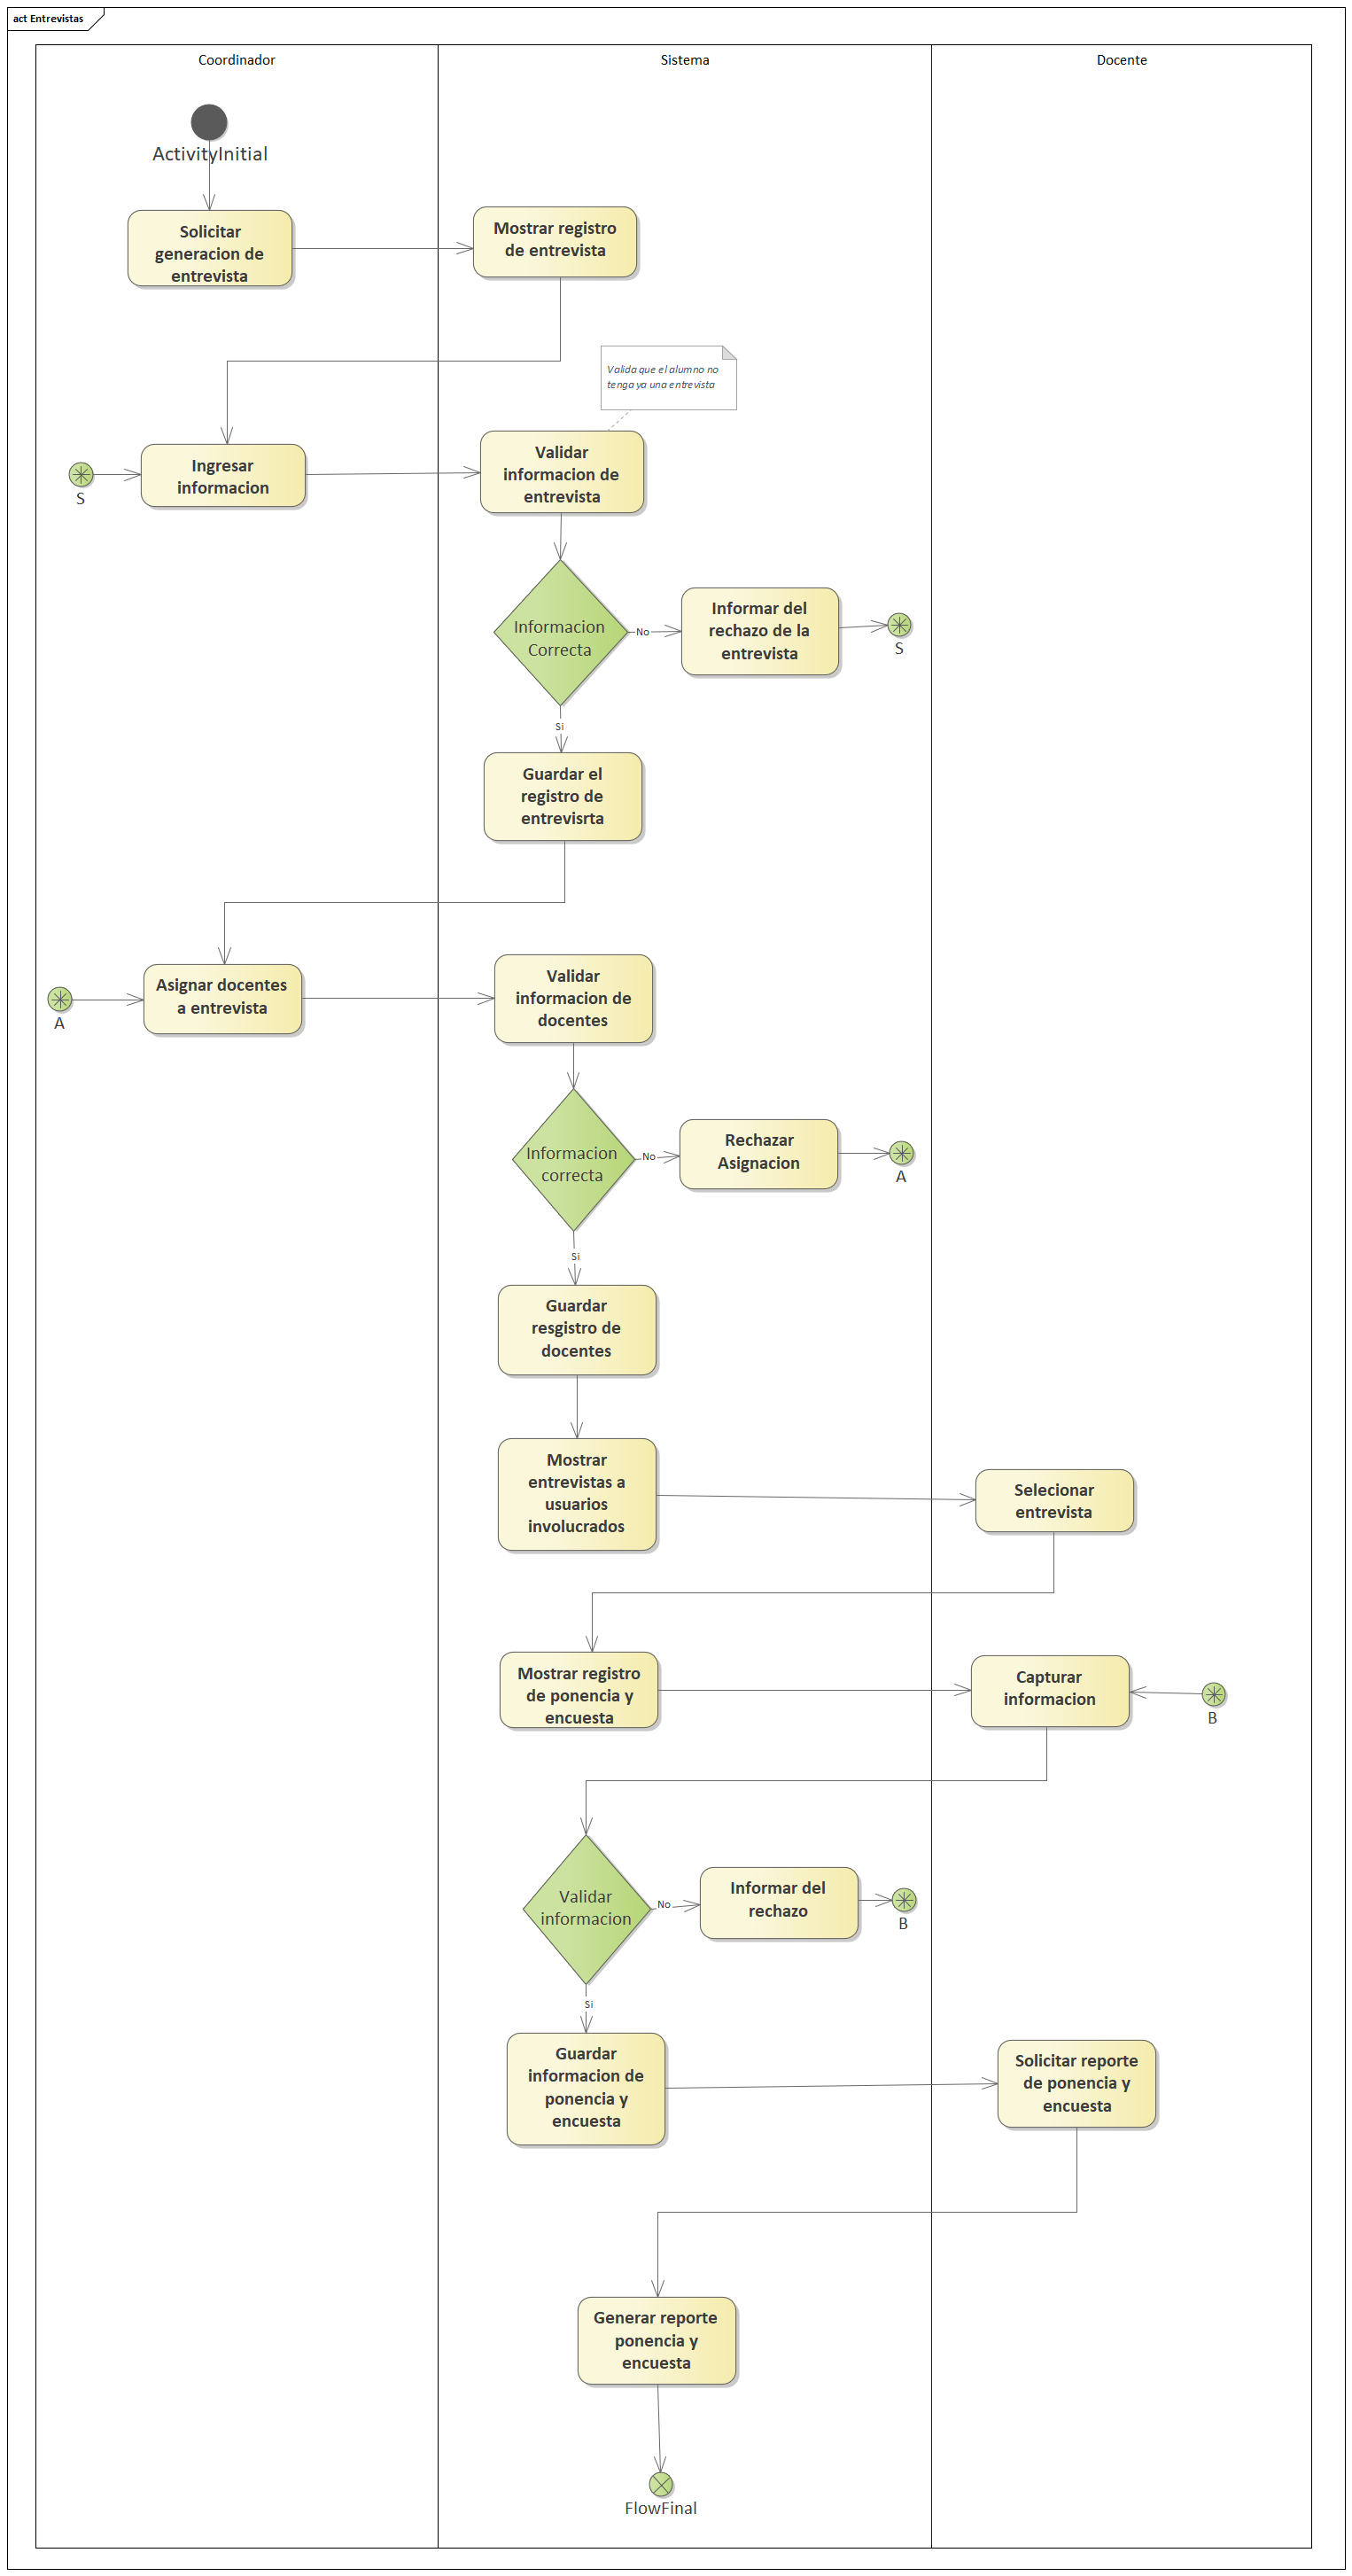 act Entrevistas
Coordinador
Sistema
Docente
ActivityInitial
Solicitar
generacion de
entrevista
Mostrar registro
de entrevista
Valida que el alumno no
tenga ya una entrevista
S
Ingresar
informacion
Validar
informacion de
entrevista
Informacion
Correcta
No
Informar del
rechazo de la
entrevista
S
Si
Guardar el
registro de
entrevisrta
A
Asignar docentes
a entrevista
Validar
informacion de
docentes
Informacion
correcta
No
Rechazar
Asignacion
A
Si
Guardar
resgistro de
docentes
Mostrar
entrevistas a
usuarios
involucrados
Selecionar
entrevista
Mostrar registro
de ponencia y
encuesta
Capturar
informacion
B
Validar
informacion
No
Informar del
rechazo
B
Si
Guardar
informacion de
ponencia y
encuesta
Solicitar reporte
de ponencia y
encuesta
Generar reporte
ponencia y
encuesta
FlowFinal